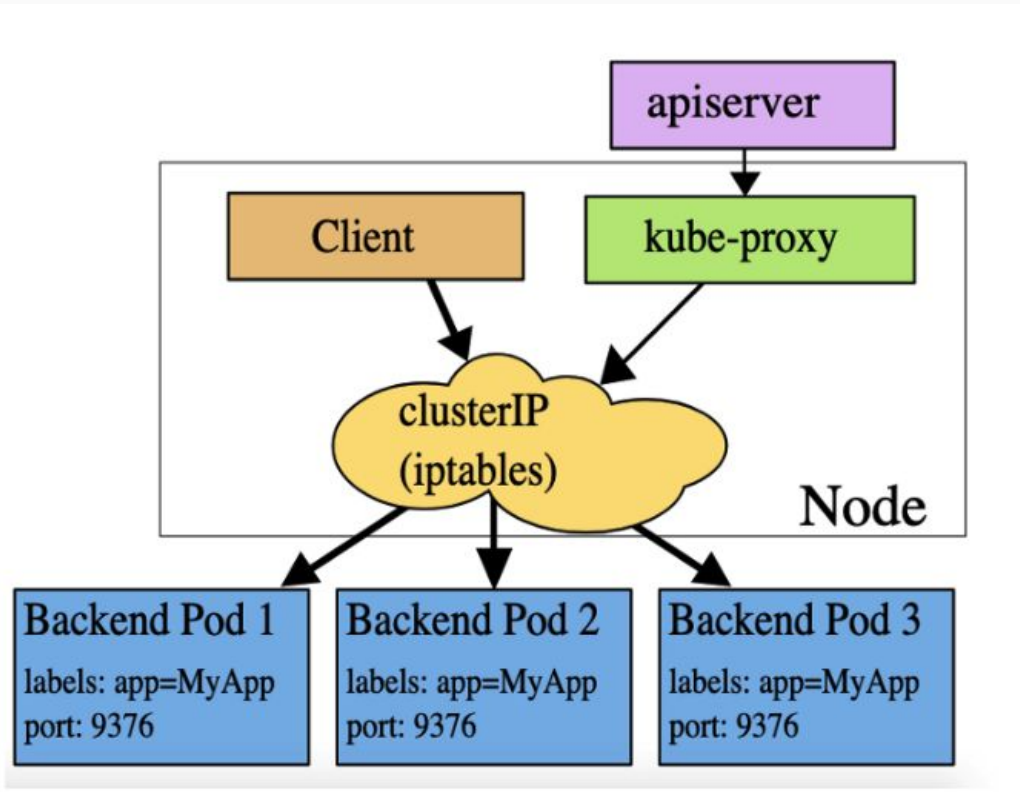 apiserver
Client
kube-proxy
clusterIP
(iptables)
Node
Backend Pod 1
labels: app=MyApp
port: 9376
Backend Pod 2
labels: app=MyApp
port: 9376
Backend Pod 3
labels: app=MyApp
port: 9376